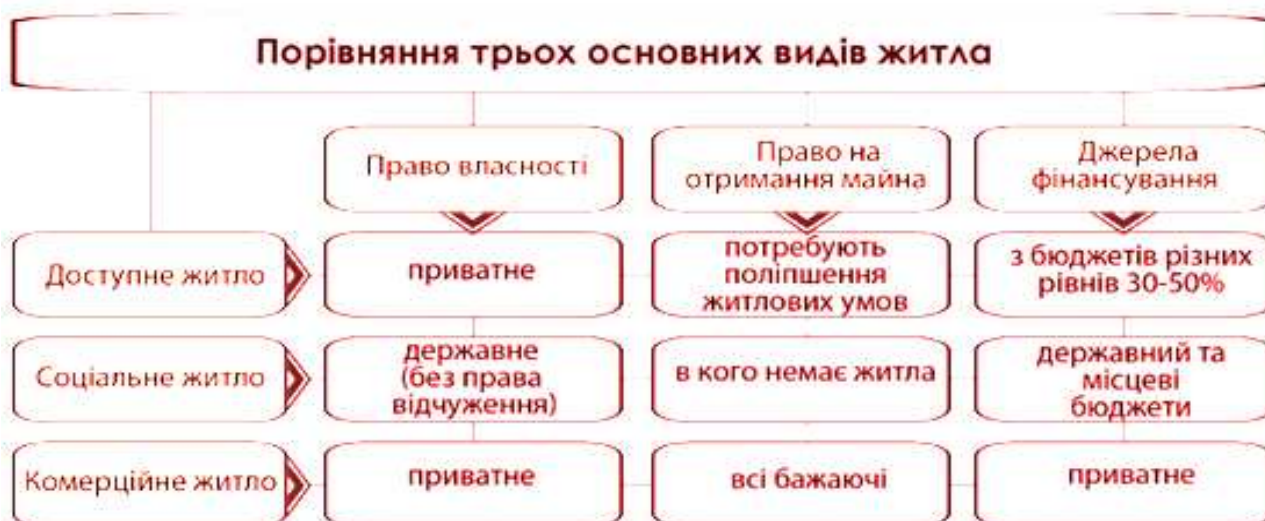 Порівняння трьох основних видів житла
Право власності
Право на
отримання майна
Джерела
фінансування
Доступне житло
приватне
потребують
поліпшення
житлових умов
з бюджетів різних
рівнів 30-50%
Соціальне житло
державне
(без права
відчуження)
в кого немає житла
державний та
місцеві
бюджети
Комерційне житло
приватне
всі бажаючі
приватне